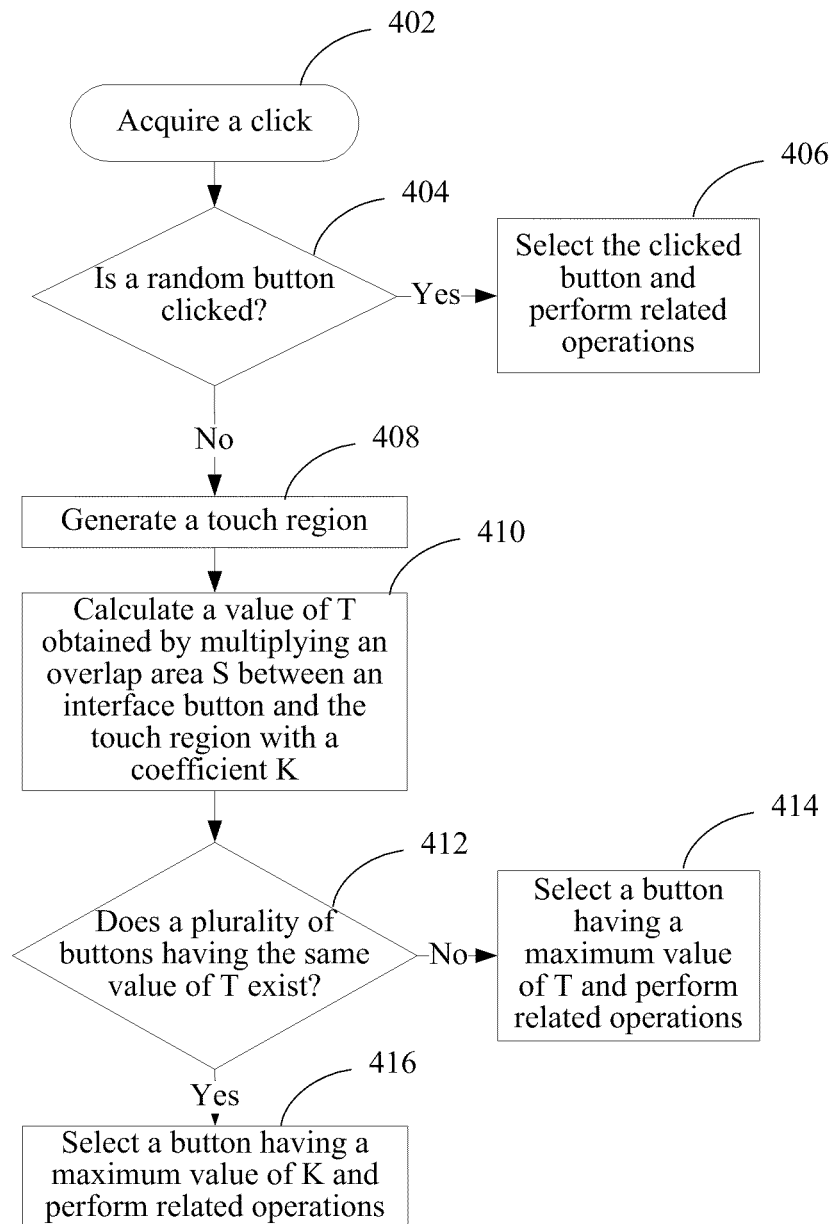 402
Acquire a click
404
406
Is a random button
clicked?
Yes
Select the clicked
button and
perform related
operations
No
408
Generate a touch region
410
Calculate a value of T
obtained by multiplying an
overlap area S between an
interface button and the
touch region with a
coefficient K
412
414
Does a plurality of
buttons having the same
value of T exist?
No
Select a button
having a
maximum value
of T and perform
related operations
Yes
416
Select a button having a
maximum value of K and
perform related operations